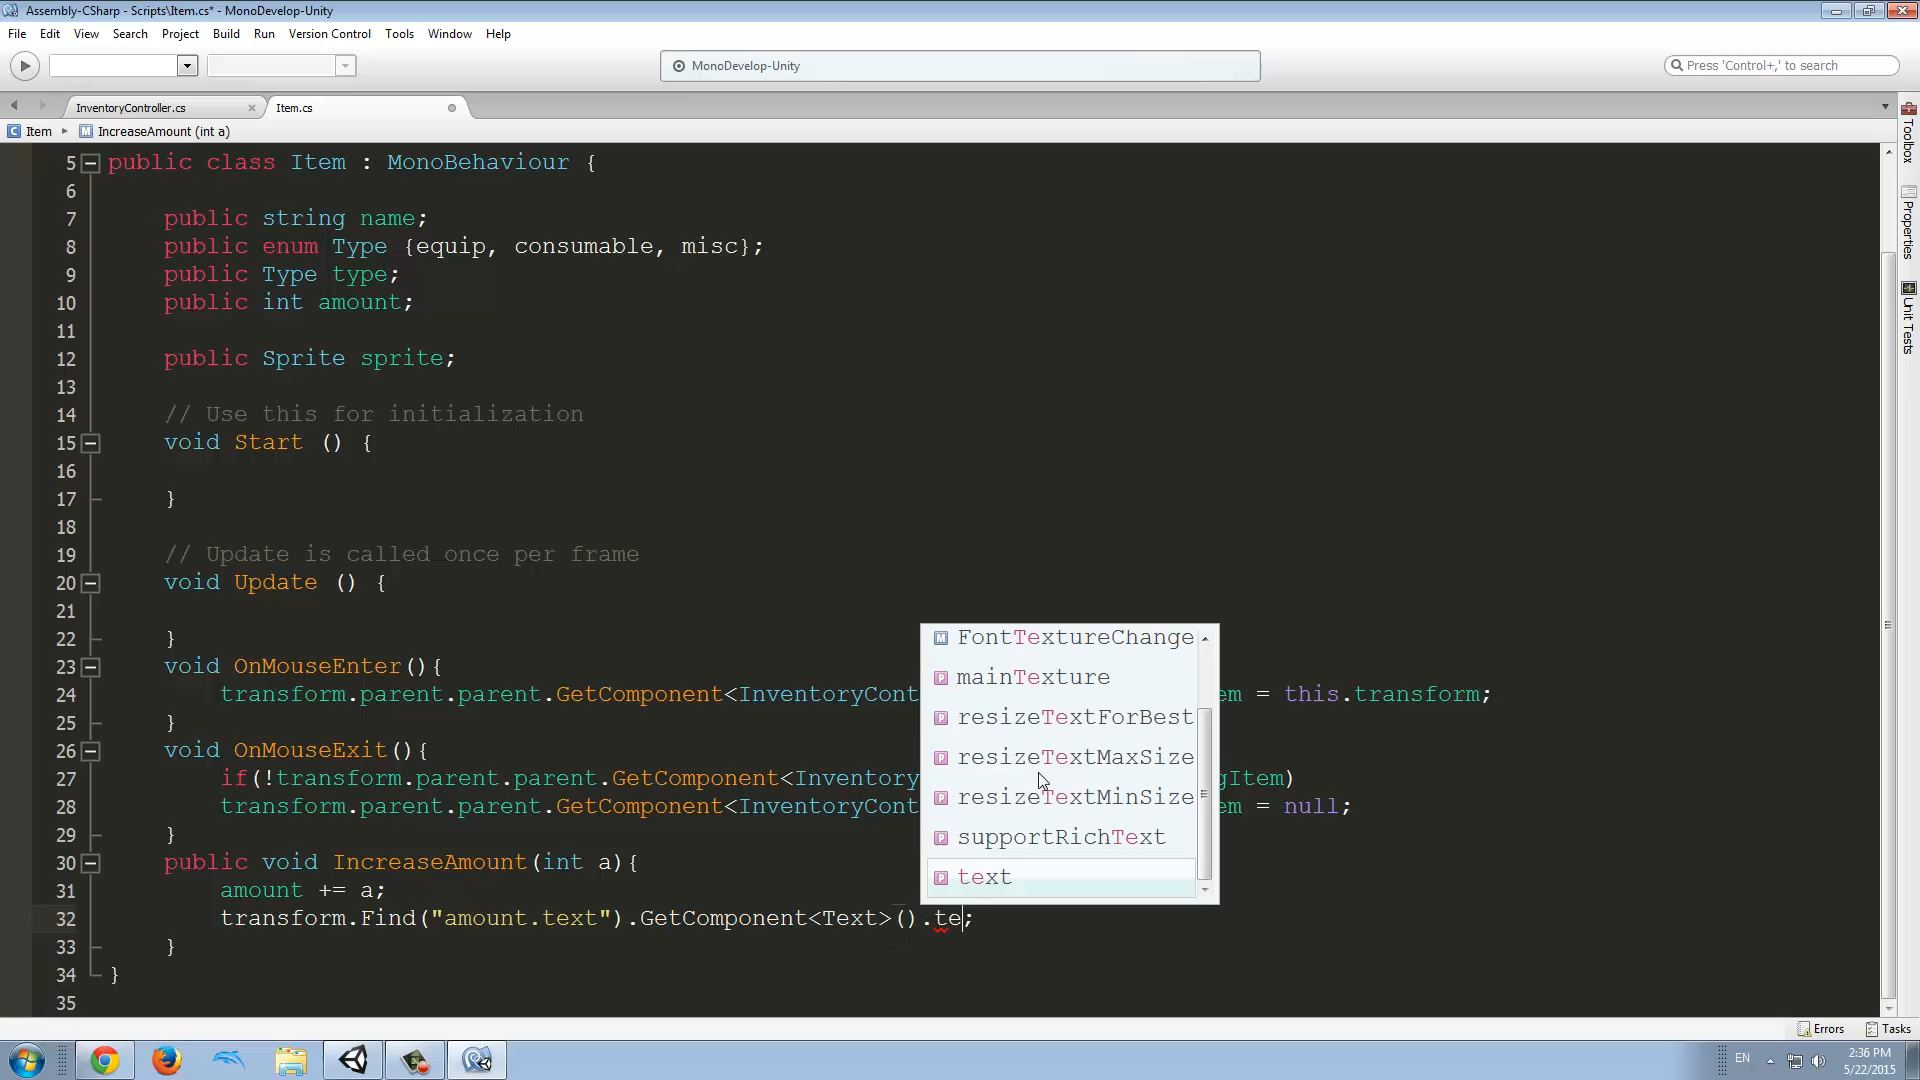 Assembly-CSharp - Scripts\Item.cs* - MonoDevelop-Unity
File Edit View Search Project Build Run Version Control Tools Window Help
MonoDevelop-Unity
Press 'Control+,' to search
InventoryController.cs
Item.cs
Item
IncreaseAmount (int a)
5 public class Item : MonoBehaviour {
6
7 public string name;
8 public enum Type {equip, consumable, misc};
9 public Type type;
10 public int amount;
11
12 public Sprite sprite;
13
14 // Use this for initialization
15 void Start () {
16
17 }
18
19 // Update is called once per frame
20 void Update () {
21
22 }
23 void OnMouseEnter(){
24 transform.parent.parent.GetComponent<InventoryCont em = this.transform;
25 }
26 void OnMouseExit(){
27 if(!transform.parent.parent.GetComponent<Inventory gItem)
28 transform.parent.parent.GetComponent<InventoryCont em = null;
29 }
30 public void IncreaseAmount(int a){
31 amount += a;
32 transform.Find("amount.text").GetComponent<Text>().te;
33 }
34 }
35
FontTextureChange
mainTexture
resizeTextForBest
resizeTextMaxSize
resizeTextMinSize
supportRichText
text
Toolbox
Properties
Unit Tests
Errors
Tasks
EN
2:36 PM
5/22/2015